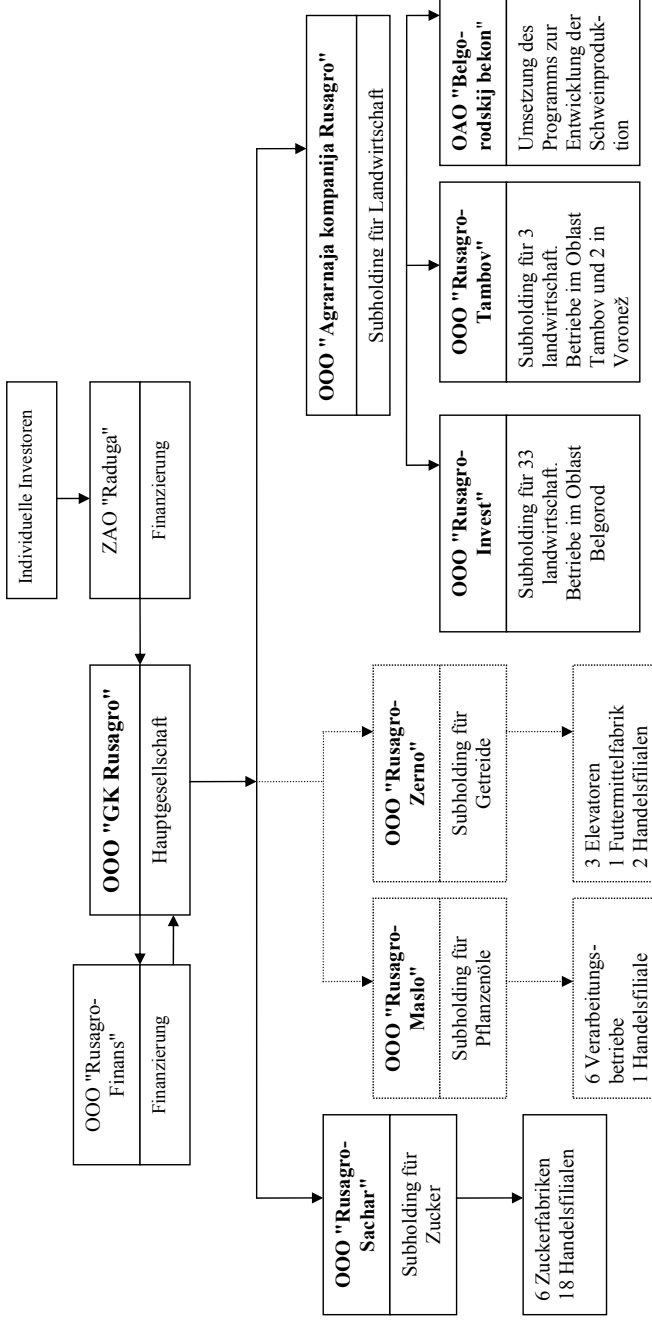 Individuelle Investoren
OOO "Rusagro-
Finans"
Finanzierung
OOO "GK Rusagro"
Hauptgesellschaft
ZAO "Raduga"
Finanzierung
OOO "Rusagro-
Sachar"
Subholding für
Zucker
6 Zuckerfabriken
18 Handelsfilialen
OOO "Rusagro-
Maslo"
Subholding für
Pflanzenöle
6 Verarbeitungs-
betriebe
1 Handelsfiliale
OOO "Rusagro-
Zerno"
Subholding für
Getreide
3 Elevatoren
1 Futtermittelfabrik
2 Handelsfilialen
OOO "Agrarnaja kompanija Rusagro"
Subholding für Landwirtschaft
OOO "Rusagro-
Invest"
Subholding für 33
landwirtschaft.
Betriebe im Oblast
Belgorod
OOO "Rusagro-
Tambov"
Subholding für 3
landwirtschaft.
Betriebe im Oblast
Tambov und 2 in
Voronež
OAO "Belgo-
rodskij bekon"
Umsetzung des
Programms zur
Entwicklung der
Schweinproduk-
tion